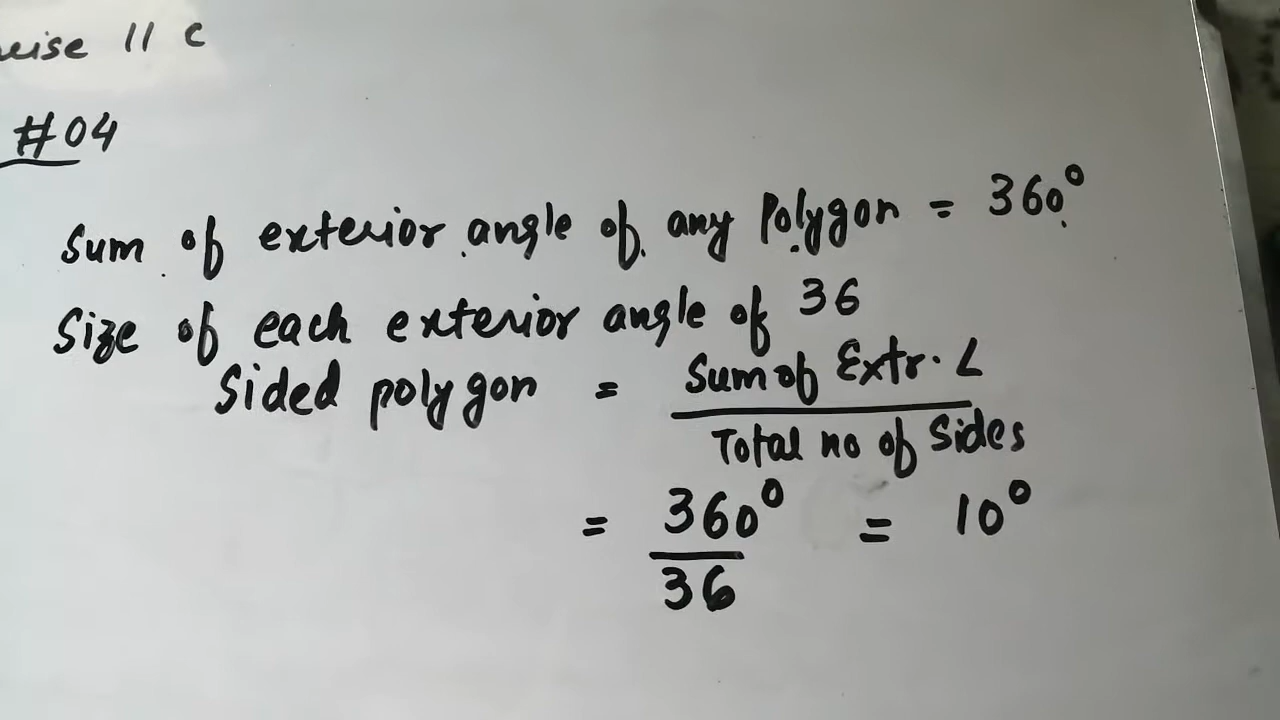 11 c
#04
Sum of exterior angle of any Polygon = 360°
Size of each exterior angle of 36
Sided polygon = Sum of Extr. ∠
Total no of Sides
= 360° = 10°
36